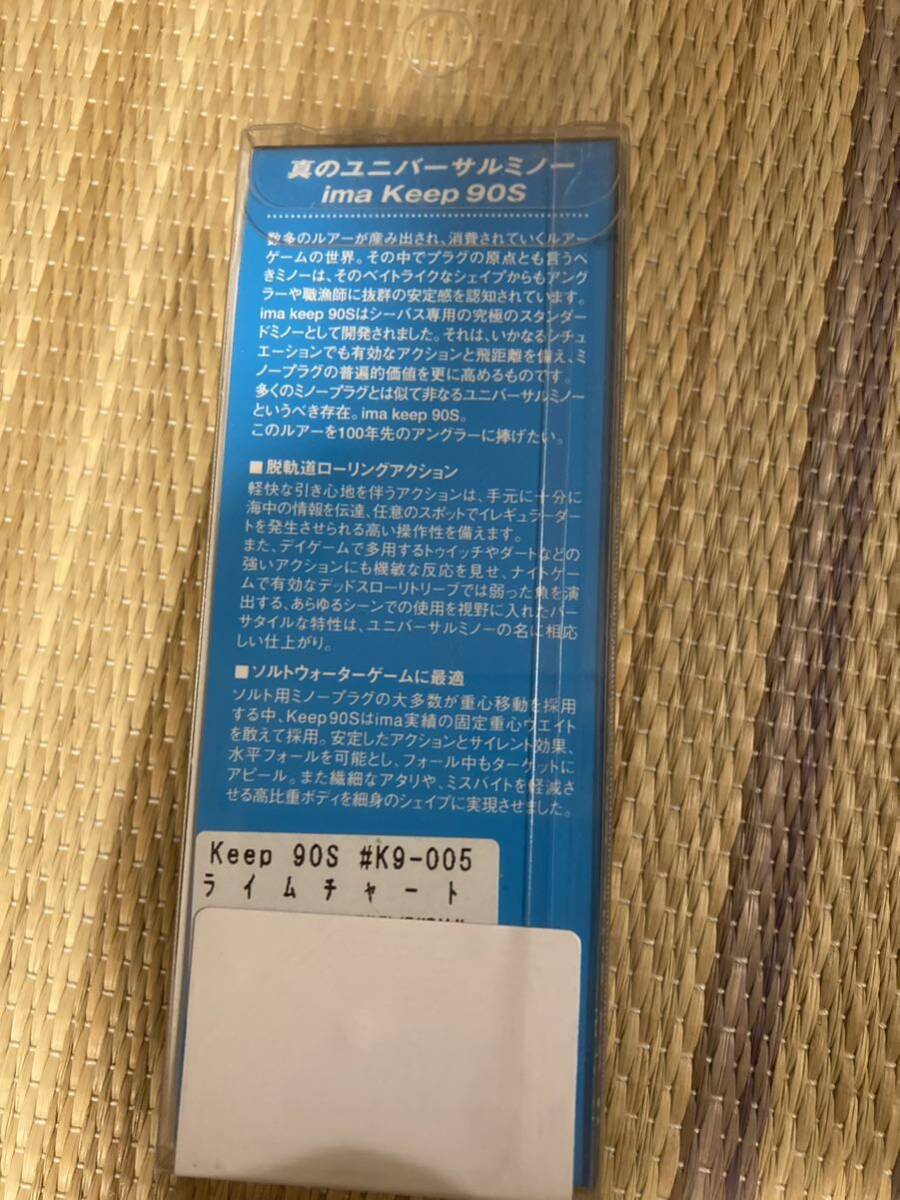 真のユニバーサルミノー
ima Keep 90S
数多のルアーが産み出され、消費されていくルアー
ゲームの世界。その中でプラグの原点とも言うべ
きミノーは、そのベイトライクなシェイプからもアング
ラーや職漁師に抜群の安定感を認知されています。
ima keep 90Sはシーバス専用の究極のスタンダー
ドミノーとして開発されました。それは、いかなるシチュ
エーションでも有効なアクションと飛距離を備え、ミ
ノープラグの普遍的価値を更に高めるものです。
多くのミノープラグとは似て非なるユニバーサルミノー
というべき存在。ima keep 90S。
このルアーを100年先のアングラーに捧げたい。
■脱軌道ローリングアクション
軽快な引き心地を伴うアクションは、手元に十分に
海中の情報を伝達、任意のスポットでイレギュラーダー
トを発生させられる高い操作性を備えます。
また、デイゲームで多用するトゥイッチやダートなどの
強いアクションにも機敏な反応を見せ、ナイトゲー
ムで有効なデッドスローリトリーブでは弱った魚を演
出する、あらゆるシーンでの使用を視野に入れたバー
サタイルな特性は、ユニバーサルミノーの名に相応
しい仕上がり。
■ソルトウォーターゲームに最適
ソルト用ミノープラグの大多数が重心移動を採用
する中、Keep90Sはima実績の固定重心ウエイト
を敢えて採用。安定したアクションとサイレント効果、
水平フォールを可能とし、フォール中もターゲットに
アピール。また繊細なアタリや、ミスバイトを軽減さ
せる高比重ボディを細身のシェイプに実現させました。
Keep 90S #K9-005
ライムチャート